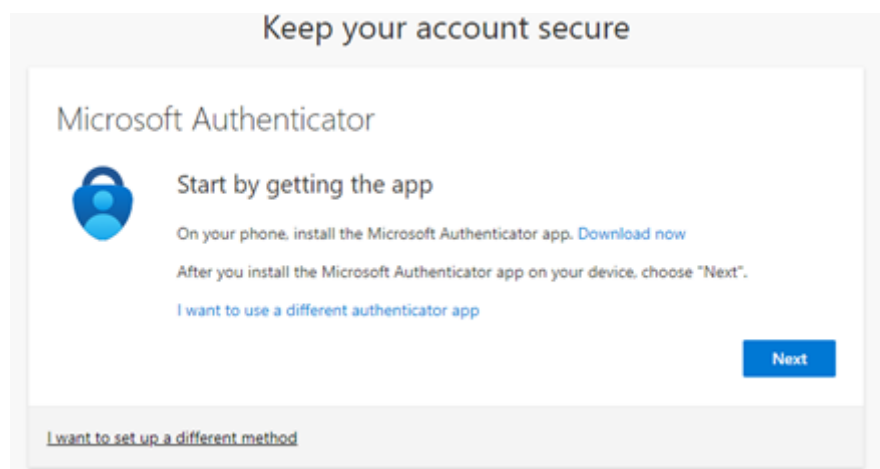 Keep your account secure
Microsoft Authenticator
Start by getting the app
On your phone, install the Microsoft Authenticator app. Download now
After you install the Microsoft Authenticator app on your device, choose "Next".
I want to use a different authenticator app
Next
I want to set up a different method